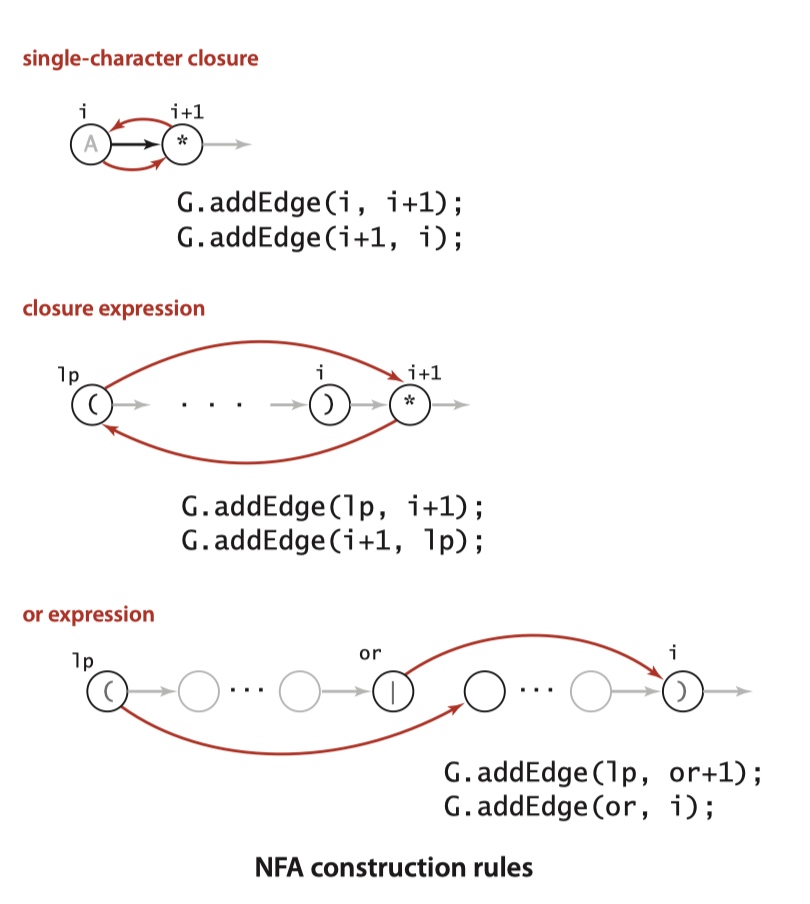 single-character closure
i i+1
A *
G.addEdge(i, i+1);
G.addEdge(i+1, i);
closure expression
lp i i+1
( . . . ) *
G.addEdge(lp, i+1);
G.addEdge(i+1, lp);
or expression
lp or i
( ... | ... )
G.addEdge(lp, or+1);
G.addEdge(or, i);
NFA construction rules